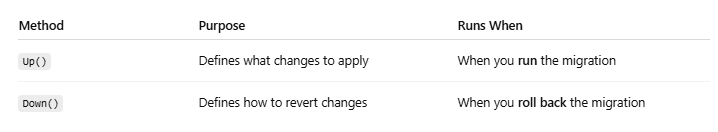 Method Purpose Runs When
Up() Defines what changes to apply When you run the migration
Down() Defines how to revert changes When you roll back the migration